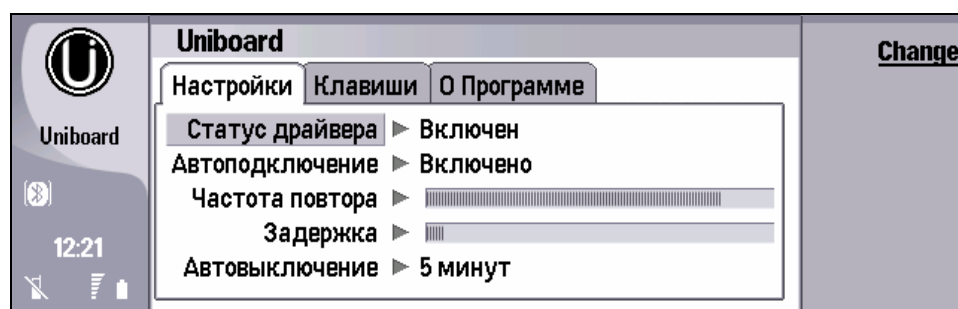 Uniboard
Change
Настройки Клавиши О Программе
Uniboard
Статус драйвера Включен
Автоподключение Включено
Частота повтора
Задержка
12:21
Автовыключение 5 минут